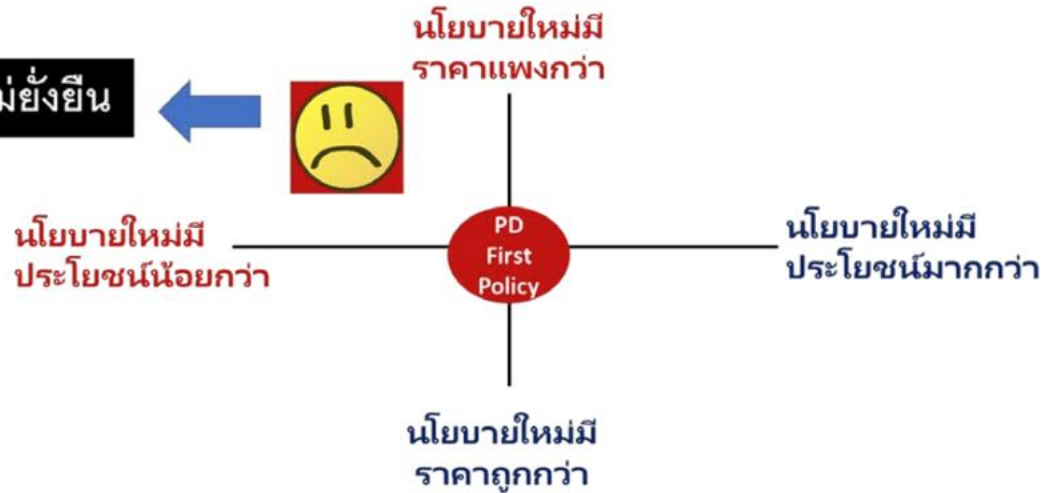 นโยบายใหม่มี
ราคาแพงกว่า
ยั่งยืน
นโยบายใหม่มี
ประโยชน์น้อยกว่า
PD
First
Policy
นโยบายใหม่มี
ประโยชน์มากกว่า
นโยบายใหม่มี
ราคาถูกกว่า